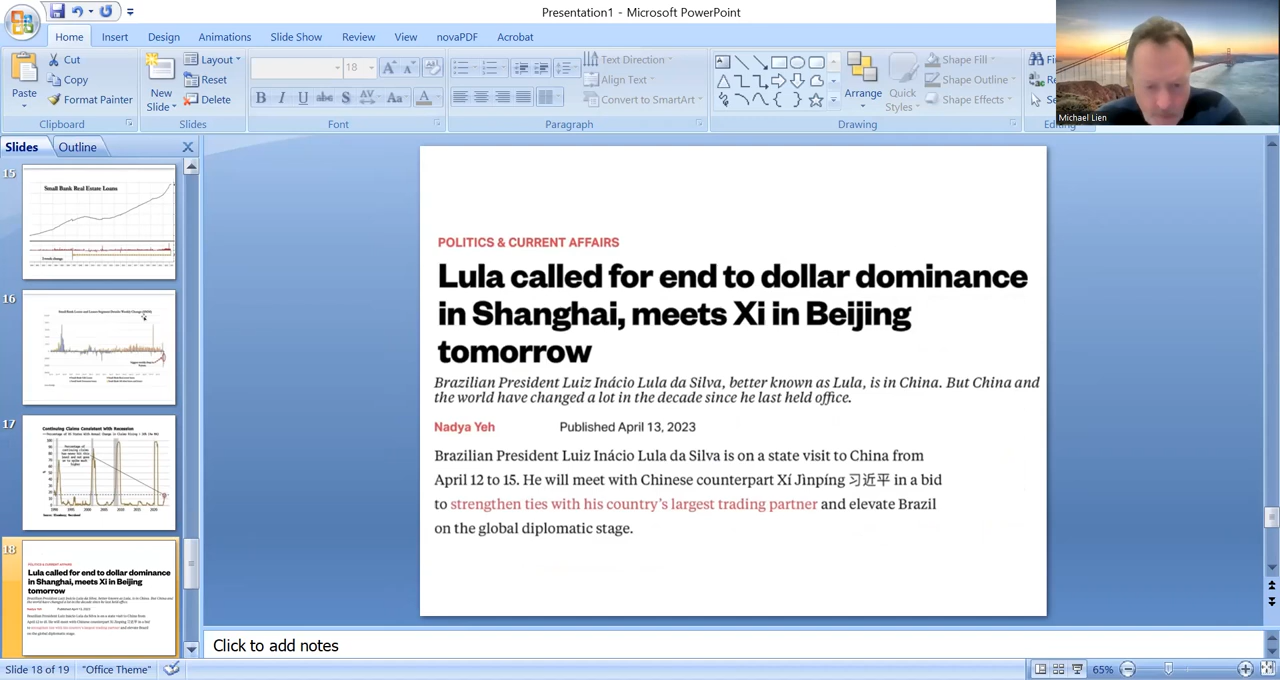 Presentation1 - Microsoft PowerPoint
Home Insert Design Animations Slide Show Review View novaPDF Acrobat
Cut
Copy
Format Painter
Paste
Clipboard
New Slide
Layout
Reset
Delete
Slides
18
Font
Paragraph
Text Direction
Align Text
Convert to SmartArt
Arrange
Quick Styles
Shape Fill
Shape Outline
Shape Effects
Drawing
Michael Lien
Slides Outline
15
Small Bank Real Estate Loans
16
17
Continuing Claims Consistent With Recession
18
POLITICS & CURRENT AFFAIRS
Lula called for end to dollar dominance
in Shanghai, meets Xi in Beijing
tomorrow
POLITICS & CURRENT AFFAIRS
Lula called for end to dollar dominance
in Shanghai, meets Xi in Beijing
tomorrow
Brazilian President Luiz Inácio Lula da Silva, better known as Lula, is in China. But China and
the world have changed a lot in the decade since he last held office.
Nadya Yeh Published April 13, 2023
Brazilian President Luiz Inácio Lula da Silva is on a state visit to China from
April 12 to 15. He will meet with Chinese counterpart Xí Jìnpíng 习近平 in a bid
to strengthen ties with his country's largest trading partner and elevate Brazil
on the global diplomatic stage.
Click to add notes
Slide 18 of 19 "Office Theme" 65%